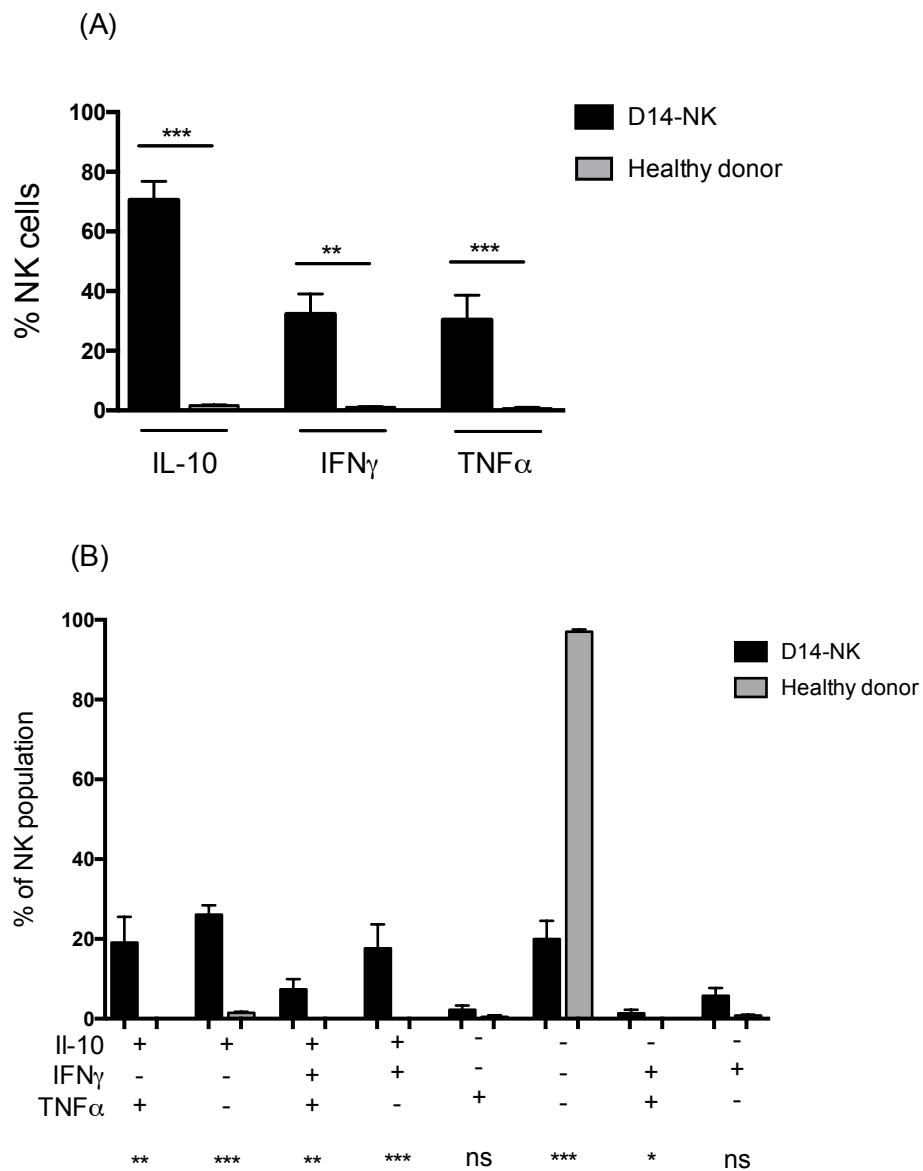 (A)
100
80
60
40
20
0
% NK cells
***
**
***
D14-NK
Healthy donor
IL-10
IFNγ
TNFα
(B)
100
80
60
40
20
0
% of NK population
D14-NK
Healthy donor
Il-10 + + + + - - - -
IFNγ - - + + - - + +
TNFα + - + - + - + -
** *** ** *** ns *** * ns